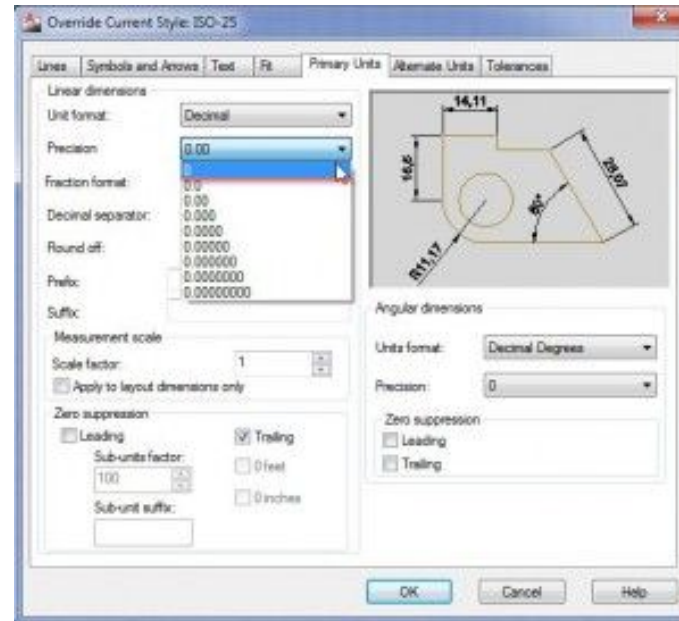 Override Current Style: ISO-25
Lines Symbols and Arrows Text Fit Primary Units Alternate Units Tolerances
Linear dimensions
Unit format: Decimal
Precision 0.00
0
Fraction format: 0.0
0.00
Decimal separator: 0.000
0.0000
Round off: 0.00000
0.000000
Prefix: 0.0000000
0.00000000
Suffix:
Measurement scale
Scale factor: 1
Apply to layout dimensions only
Zero suppression
Leading Trailing
Sub-units factor: 0 feet
100
0 inches
Sub-unit suffix:
14,11
16,6
28,07
80°
R11,17
Angular dimensions
Units format: Decimal Degrees
Precision: 0
Zero suppression
Leading
Trailing
OK Cancel Help